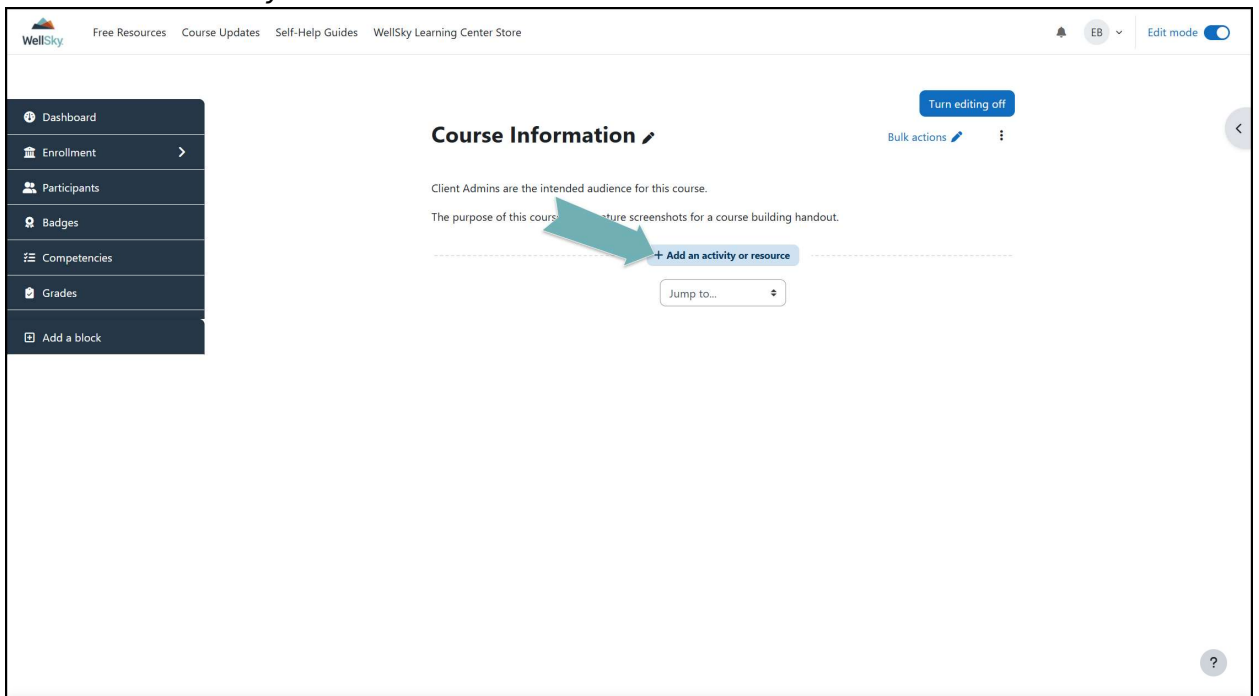 WellSky
Free Resources Course Updates Self-Help Guides WellSky Learning Center Store
EB
Edit mode
Turn editing off
Dashboard
Enrollment
Participants
Badges
Competencies
Grades
Add a block
Course Information
Bulk actions
Client Admins are the intended audience for this course.
The purpose of this screenshots for a course building handout.
+ Add an activity or resource
Jump to...
?